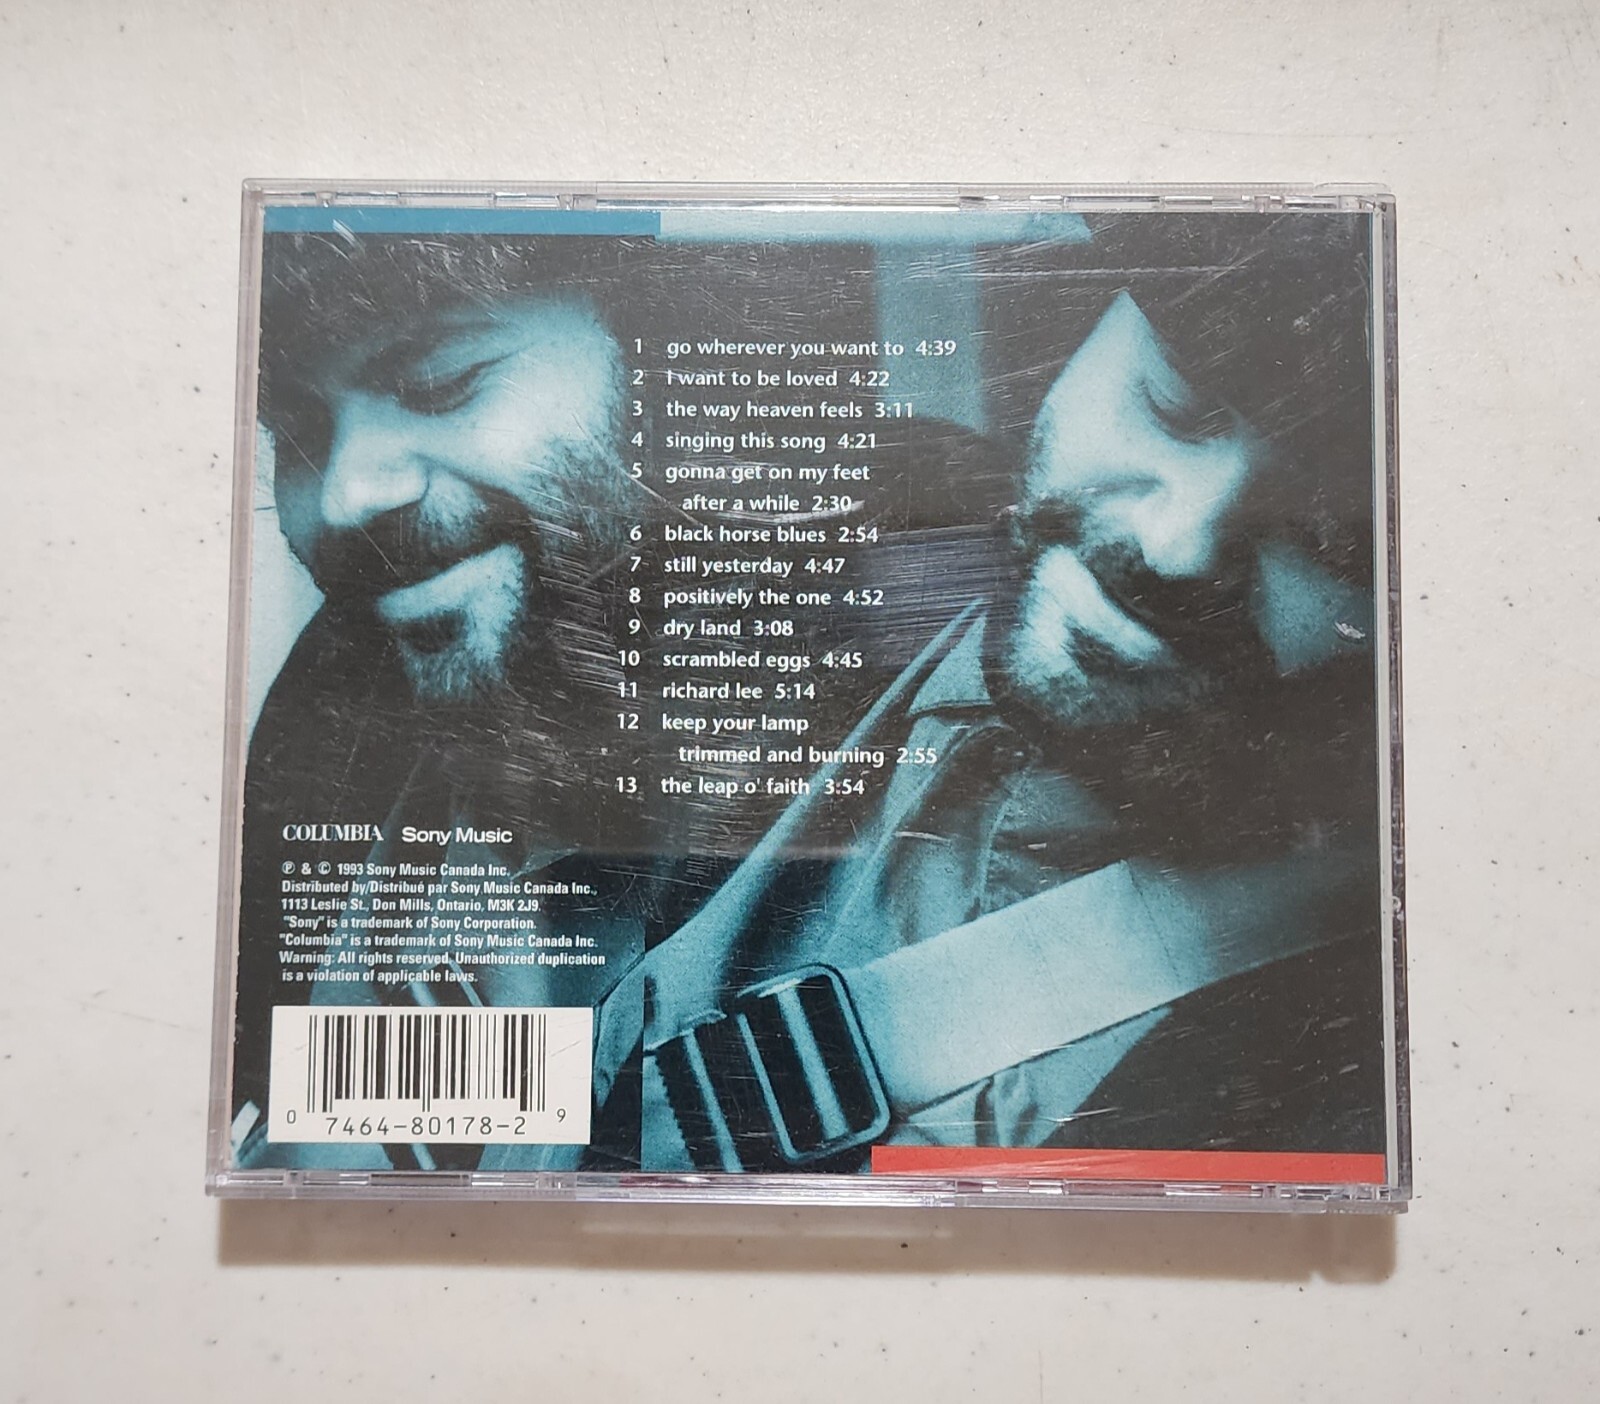 1 go wherever you want to 4:39
2 I want to be loved 4:22
3 the way heaven feels 3:11
4 singing this song 4:21
5 gonna get on my feet
after a while 2:30
6 black horse blues 2:54
7 still yesterday 4:47
8 positively the one 4:52
9 dry land 3:08
10 scrambled eggs 4:45
11 richard lee 5:14
12 keep your lamp
trimmed and burning 2:55
13 the leap o' faith 3:54
COLUMBIA Sony Music
℗ & © 1993 Sony Music Canada Inc.
Distributed by/Distribué par Sony Music Canada Inc.,
1113 Leslie St., Don Mills, Ontario, M3K 2J9.
"Sony" is a trademark of Sony Corporation.
"Columbia" is a trademark of Sony Music Canada Inc.
Warning: All rights reserved. Unauthorized duplication
is a violation of applicable laws.
0 7464-80178-2 9